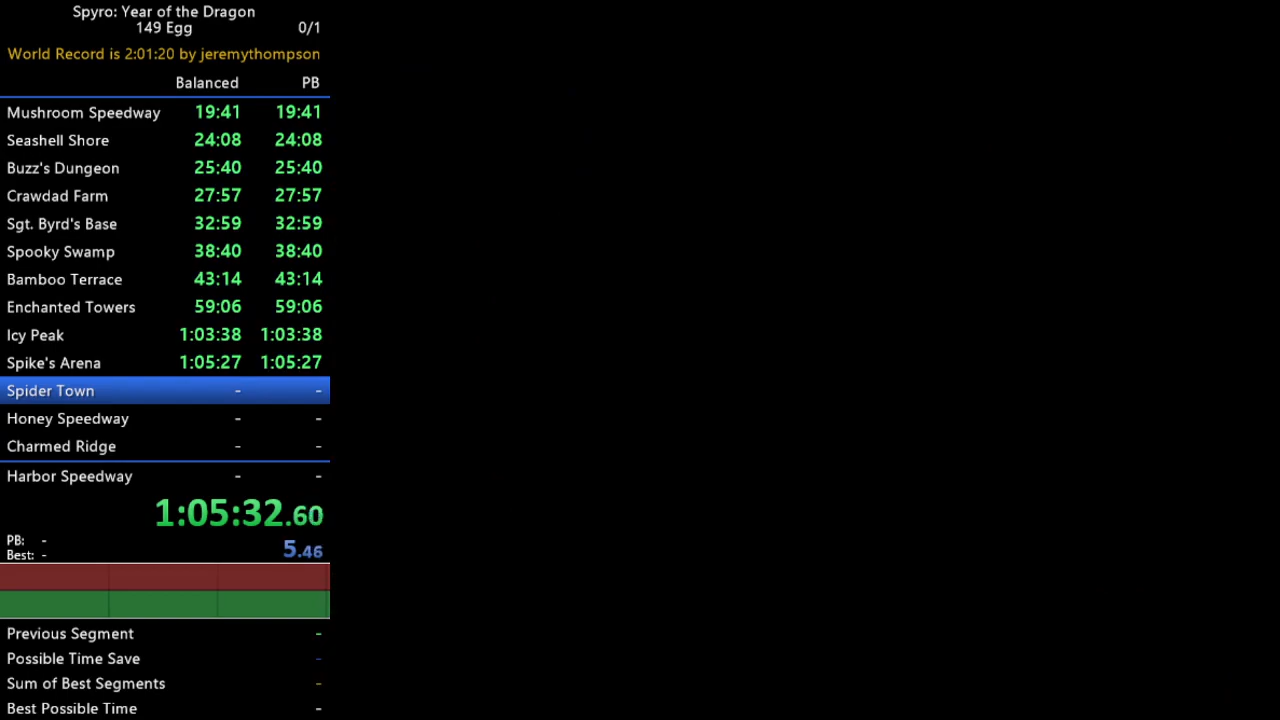 Spyro: Year of the Dragon
149 Egg 0/1
World Record is 2:01:20 by jeremythompson
Balanced PB
Mushroom Speedway 19:41 19:41
Seashell Shore 24:08 24:08
Buzz's Dungeon 25:40 25:40
Crawdad Farm 27:57 27:57
Sgt. Byrd's Base 32:59 32:59
Spooky Swamp 38:40 38:40
Bamboo Terrace 43:14 43:14
Enchanted Towers 59:06 59:06
Icy Peak 1:03:38 1:03:38
Spike's Arena 1:05:27 1:05:27
Spider Town - -
Honey Speedway - -
Charmed Ridge - -
Harbor Speedway - -
1:05:32.60
PB: -
Best: - 5.46
Previous Segment -
Possible Time Save -
Sum of Best Segments -
Best Possible Time -